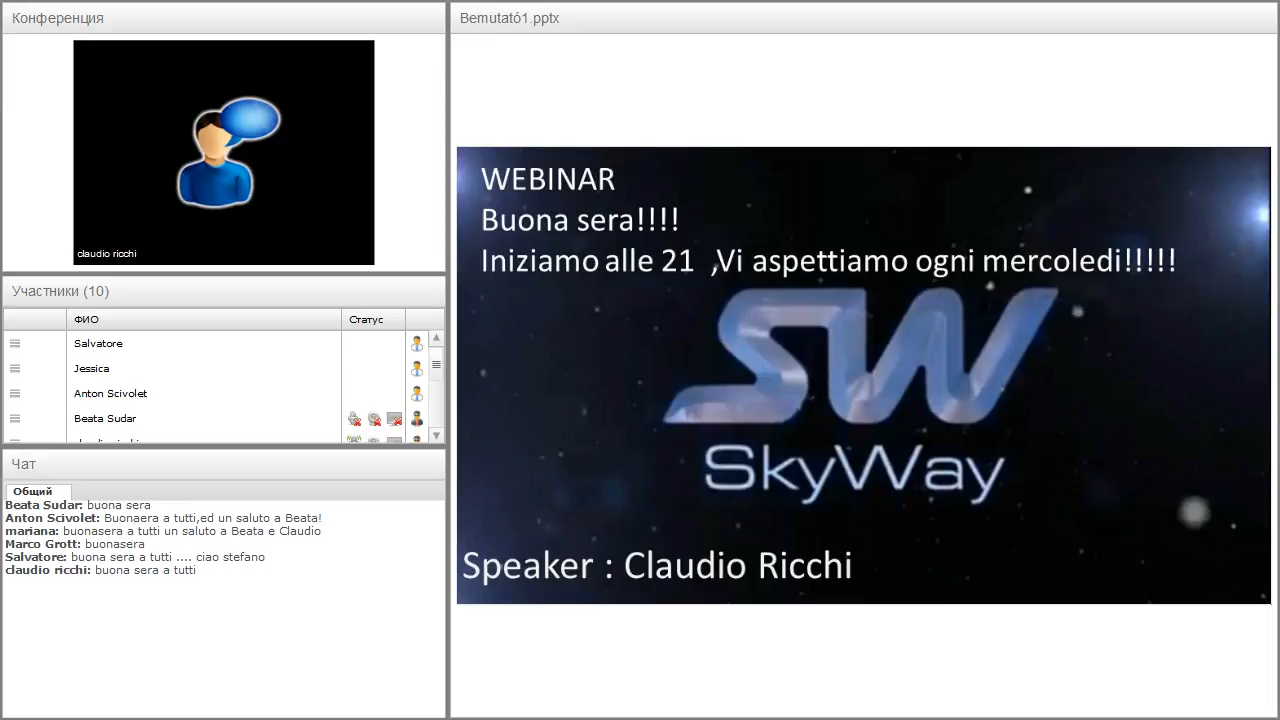 Конференция
claudio ricchi
Участники (10)
ФИО
Статус
Salvatore
Jessica
Anton Scivolet
Beata Sudar
Чат
Общий
Beata Sudar: buona sera
Anton Scivolet: Buonaera a tutti,ed un saluto a Beata!
mariana: buonasera a tutti un saluto a Beata e Claudio
Marco Grott: buonasera
Salvatore: buona sera a tutti .... ciao stefano
claudio ricchi: buona sera a tutti
Bemutató1.pptx
WEBINAR
Buona sera!!!!
Iniziamo alle 21 ,Vi aspettiamo ogni mercoledi!!!!!
SW
SkyWay
Speaker : Claudio Ricchi